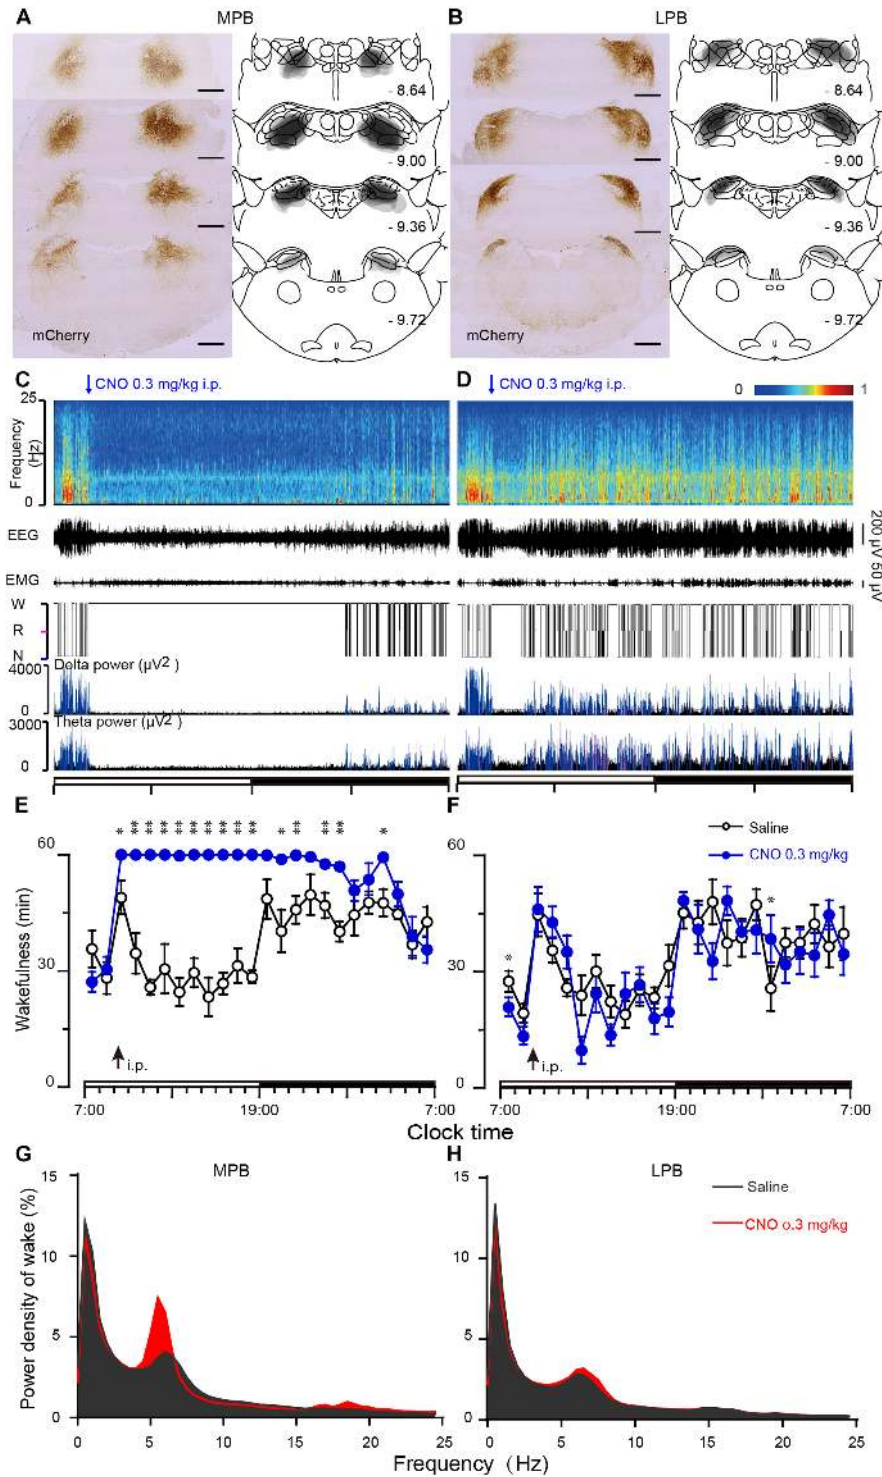 A MPB
B LPB
- 8.64
- 9.00
- 9.36
- 9.72
mCherry
- 8.64
- 9.00
- 9.36
- 9.72
mCherry
C CNO 0.3 mg/kg i.p.
D CNO 0.3 mg/kg i.p.
0 1
25
Frequency
(Hz)
0
EEG
200 µV
EMG
50 µV
W
R
N
Delta power (µV2 )
4000
0
Theta power (µV2 )
3000
0
E
F
Saline
CNO 0.3 mg/kg
* ** ** ** ** ** ** ** ** ** * ** ** ** *
* *
Wakefulness (min)
60
30
0
i.p.
7:00 19:00 7:00
60
30
0
i.p.
7:00 19:00 7:00
Clock time
G MPB
H LPB
Saline
CNO o.3 mg/kg
Power density of wake (%)
15
10
5
0
0 5 10 15 20 25
15
10
5
0
0 5 10 15 20 25
Frequency (Hz)